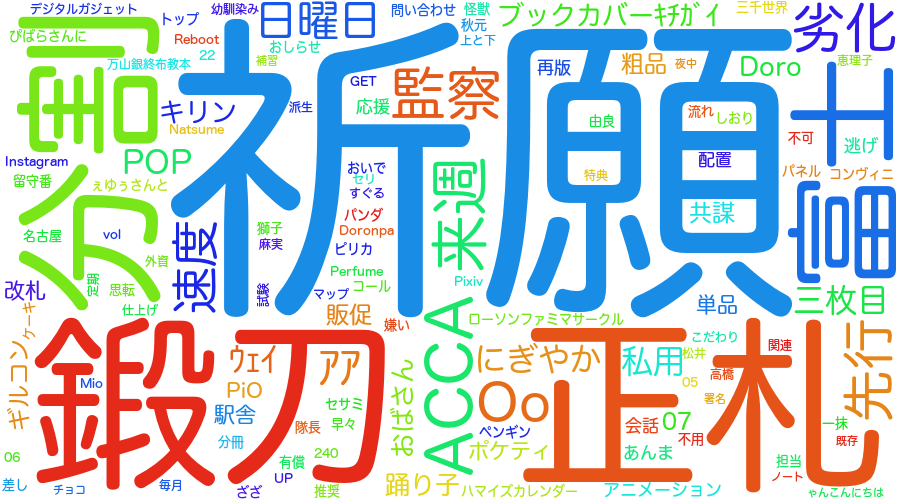 デジタルガジェット
トップ
幼馴染み
日曜日
問い合わせ
怪獣
ブックカバーｷﾁｶﾞｲ
三千世界
劣化
ぴぱらさんに
Reboot
おしらせ
秋元
上と下
万山銀終布教本
22
補習
GET
監察
再版
粗品
夜中
Doro
恵理子
割
祈
願
富士
キリン
派生
応援
由良
流れ
しおり
不可
逃げ
Natsume
Instagram
POP
おいで
セリ
すぐる
来週
特典
配置
パネル
コンヴィニ
留守番
ぇゆぅさんと
分
速度
獅子
麻実
パンダ
Doronpa
共謀
名古屋
vol
外資
ピリカ
Perfume
コール
Pixiv
改札
定期
思転
仕上げ
試験
マップ
販促
嫌い
ローソンファミマサークル
単品
三枚目
ギルコン
ケーキ
鍛刀
ｳｪｲ
ｱｱ
ACCA
にぎやか
正札
私用
松井
こだわり
関連
先行
Mio
PiO
駅舎
セサミ
早々
おばさん
Oo
05
高橋
署名
分冊
隊長
ペンギン
会話
07
不用
一抹
既存
06
有償
240
ポケティ
あんま
担当
差し
チョコ
毎月
ざざ
UP
推奨
踊り子
ハマイズカレンダー
アニメーション
ノート
ゃんこんにちは